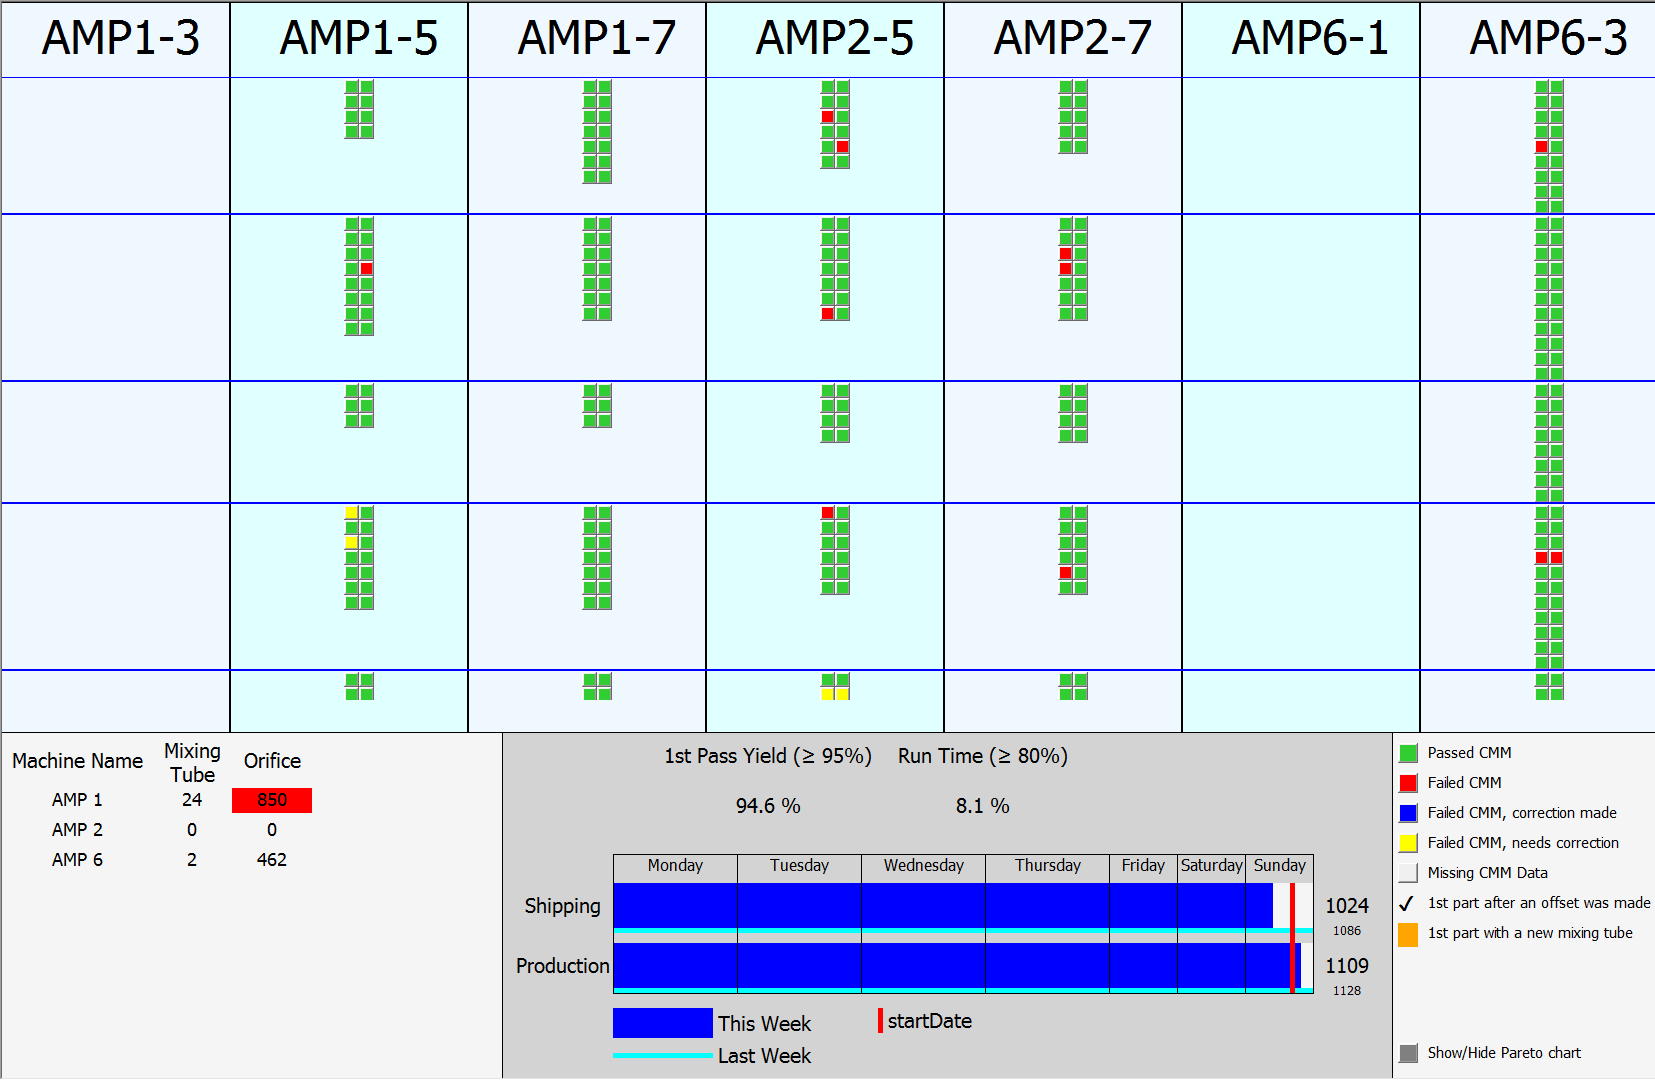 AMP1-3 AMP1-5 AMP1-7 AMP2-5 AMP2-7 AMP6-1 AMP6-3
Machine Name Mixing Tube Orifice
AMP 1 24 850
AMP 2 0 0
AMP 6 2 462
1st Pass Yield (≥ 95%) Run Time (≥ 80%)
94.6 % 8.1 %
Monday Tuesday Wednesday Thursday Friday Saturday Sunday
Shipping 1024
1086
Production 1109
1128
This Week startDate
Last Week
Passed CMM
Failed CMM
Failed CMM, correction made
Failed CMM, needs correction
Missing CMM Data
✓ 1st part after an offset was made
1st part with a new mixing tube
Show/Hide Pareto chart